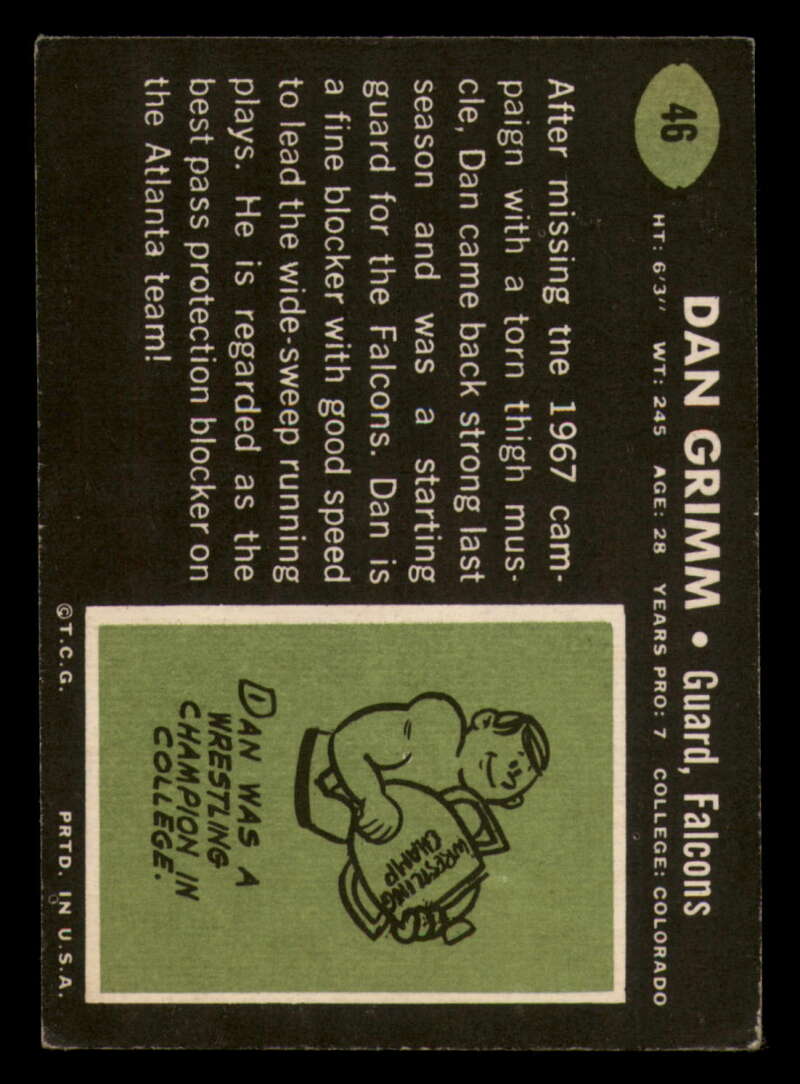 46
DAN GRIMM • Guard, Falcons
HT: 6'3" WT: 245 AGE: 28 YEARS PRO: 7 COLLEGE: COLORADO
After missing the 1967 cam-
paign with a torn thigh mus-
cle, Dan came back strong last
season and was a starting
guard for the Falcons. Dan is
a fine blocker with good speed
to lead the wide-sweep running
plays. He is regarded as the
best pass protection blocker on
the Atlanta team!
WRESTLING
CHAMP
DAN WAS A
WRESTLING
CHAMPION IN
COLLEGE.
©T.C.G. PRTD. IN U.S.A.